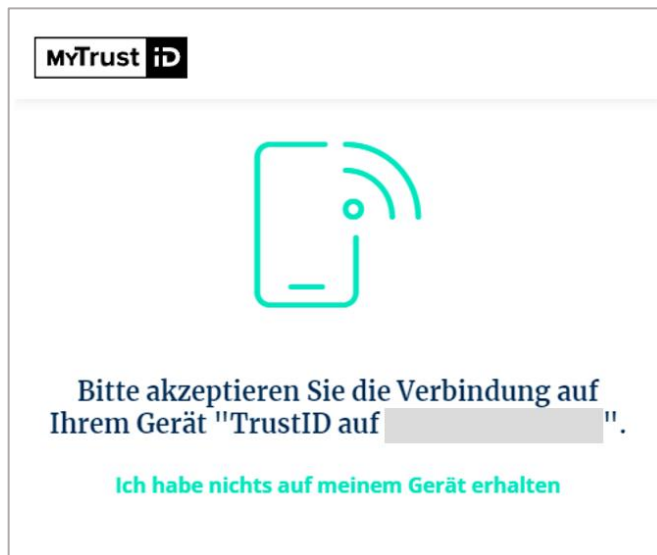 MYTrust iD
Bitte akzeptieren Sie die Verbindung auf
Ihrem Gerät "TrustID auf ".
Ich habe nichts auf meinem Gerät erhalten